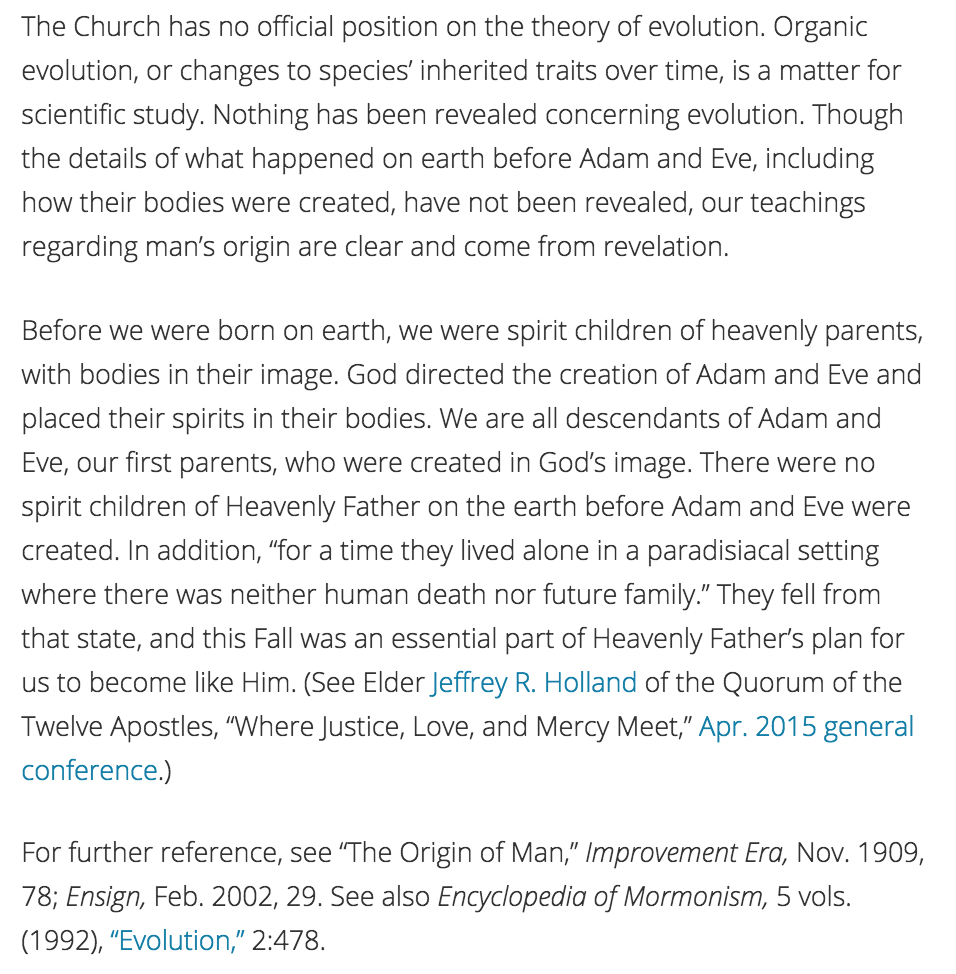 The Church has no official position on the theory of evolution. Organic
evolution, or changes to species’ inherited traits over time, is a matter for
scientific study. Nothing has been revealed concerning evolution. Though
the details of what happened on earth before Adam and Eve, including
how their bodies were created, have not been revealed, our teachings
regarding man’s origin are clear and come from revelation.
Before we were born on earth, we were spirit children of heavenly parents,
with bodies in their image. God directed the creation of Adam and Eve and
placed their spirits in their bodies. We are all descendants of Adam and
Eve, our first parents, who were created in God’s image. There were no
spirit children of Heavenly Father on the earth before Adam and Eve were
created. In addition, “for a time they lived alone in a paradisiacal setting
where there was neither human death nor future family.” They fell from
that state, and this Fall was an essential part of Heavenly Father’s plan for
us to become like Him. (See Elder Jeffrey R. Holland of the Quorum of the
Twelve Apostles, “Where Justice, Love, and Mercy Meet,” Apr. 2015 general
conference.)
For further reference, see “The Origin of Man,” Improvement Era, Nov. 1909,
78; Ensign, Feb. 2002, 29. See also Encyclopedia of Mormonism, 5 vols.
(1992), “Evolution,” 2:478.